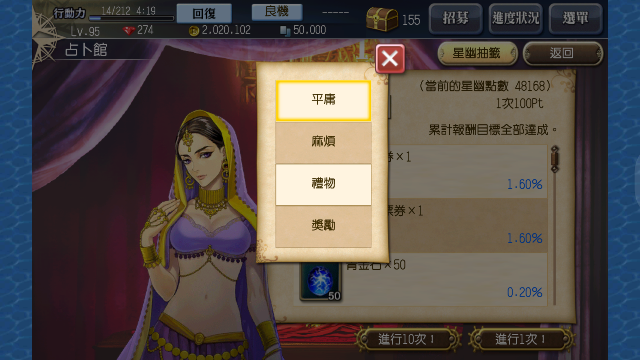 行動力 14/212 4:19 回復 良機 ----- 155 招募 進度狀況 選單
Lv.95 274 2.020.102 50.000
占卜館 星幽抽籤 返回
(當前的星幽點數 48168)
1次100Pt
累計報酬目標全部達成。
平庸
麻煩
禮物
獎勵
券×1
1.60%
票券×1
1.60%
青金石×50
50
0.20%
進行10次！ 進行1次！